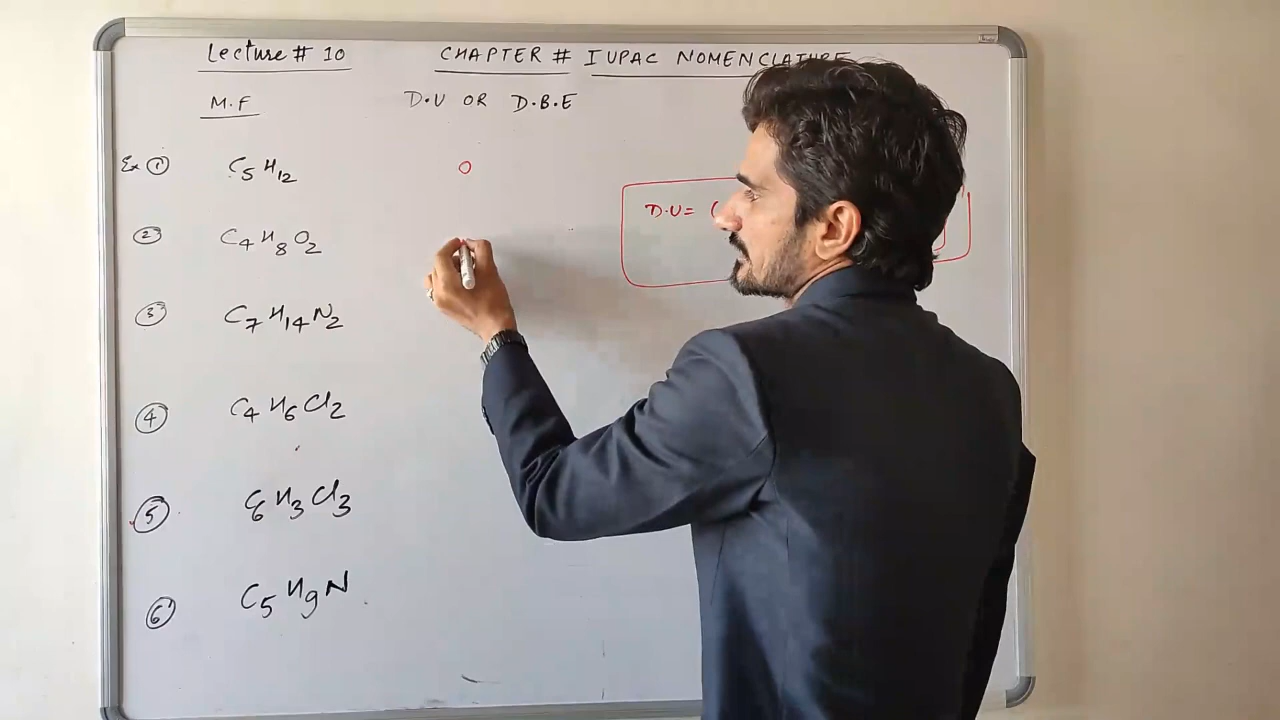 Lecture # 10 CHAPTER # IUPAC NOMENCLATURE
M.F D.U OR D.B.E
Ex ① C5H12 0
② C4H8O2
D.U= (
③ C7H14N2
④ C4H6Cl2
⑤ C6H3Cl3
⑥ C5H9N